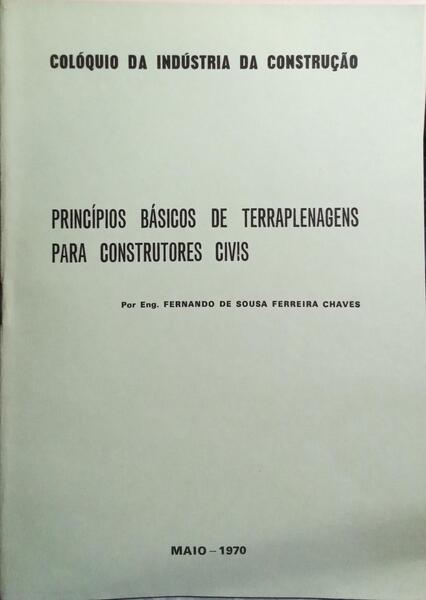 COLÓQUIO DA INDÚSTRIA DA CONSTRUÇÃO
PRINCÍPIOS BÁSICOS DE TERRAPLENAGENS
PARA CONSTRUTORES CIVIS
Por Eng. FERNANDO DE SOUSA FERREIRA CHAVES
MAIO – 1970